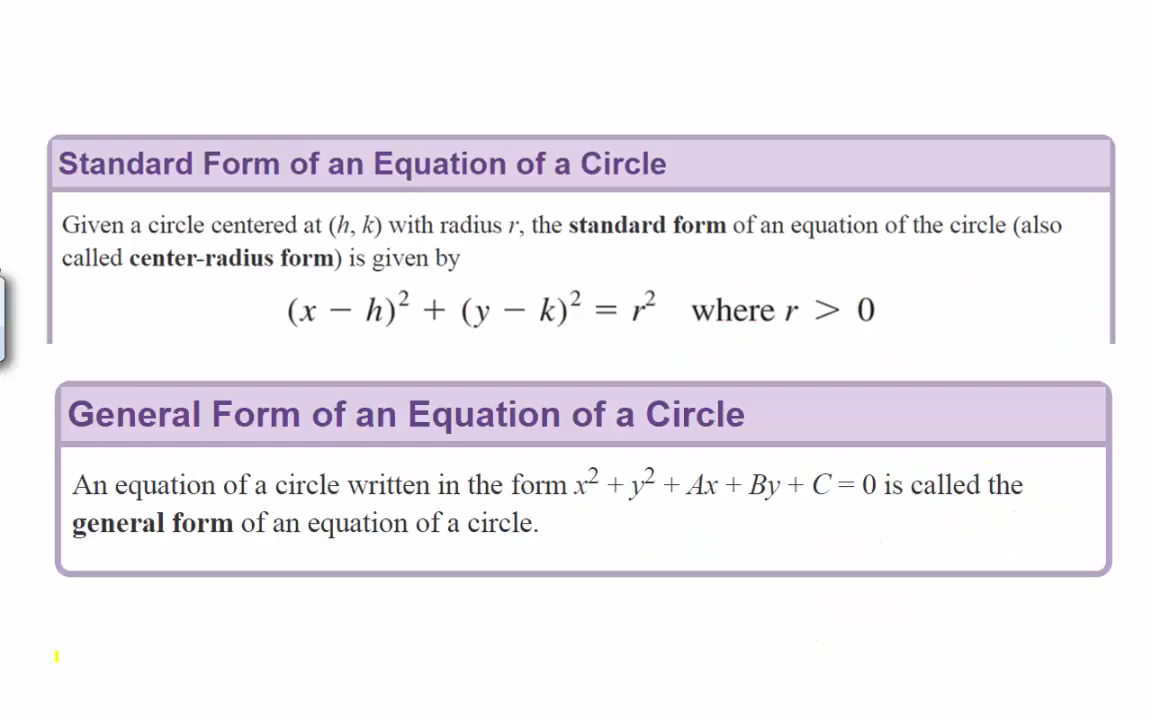 Standard Form of an Equation of a Circle
Given a circle centered at (h, k) with radius r, the standard form of an equation of the circle (also
called center-radius form) is given by
(x − h)² + (y − k)² = r² where r > 0
General Form of an Equation of a Circle
An equation of a circle written in the form x² + y² + Ax + By + C = 0 is called the
general form of an equation of a circle.